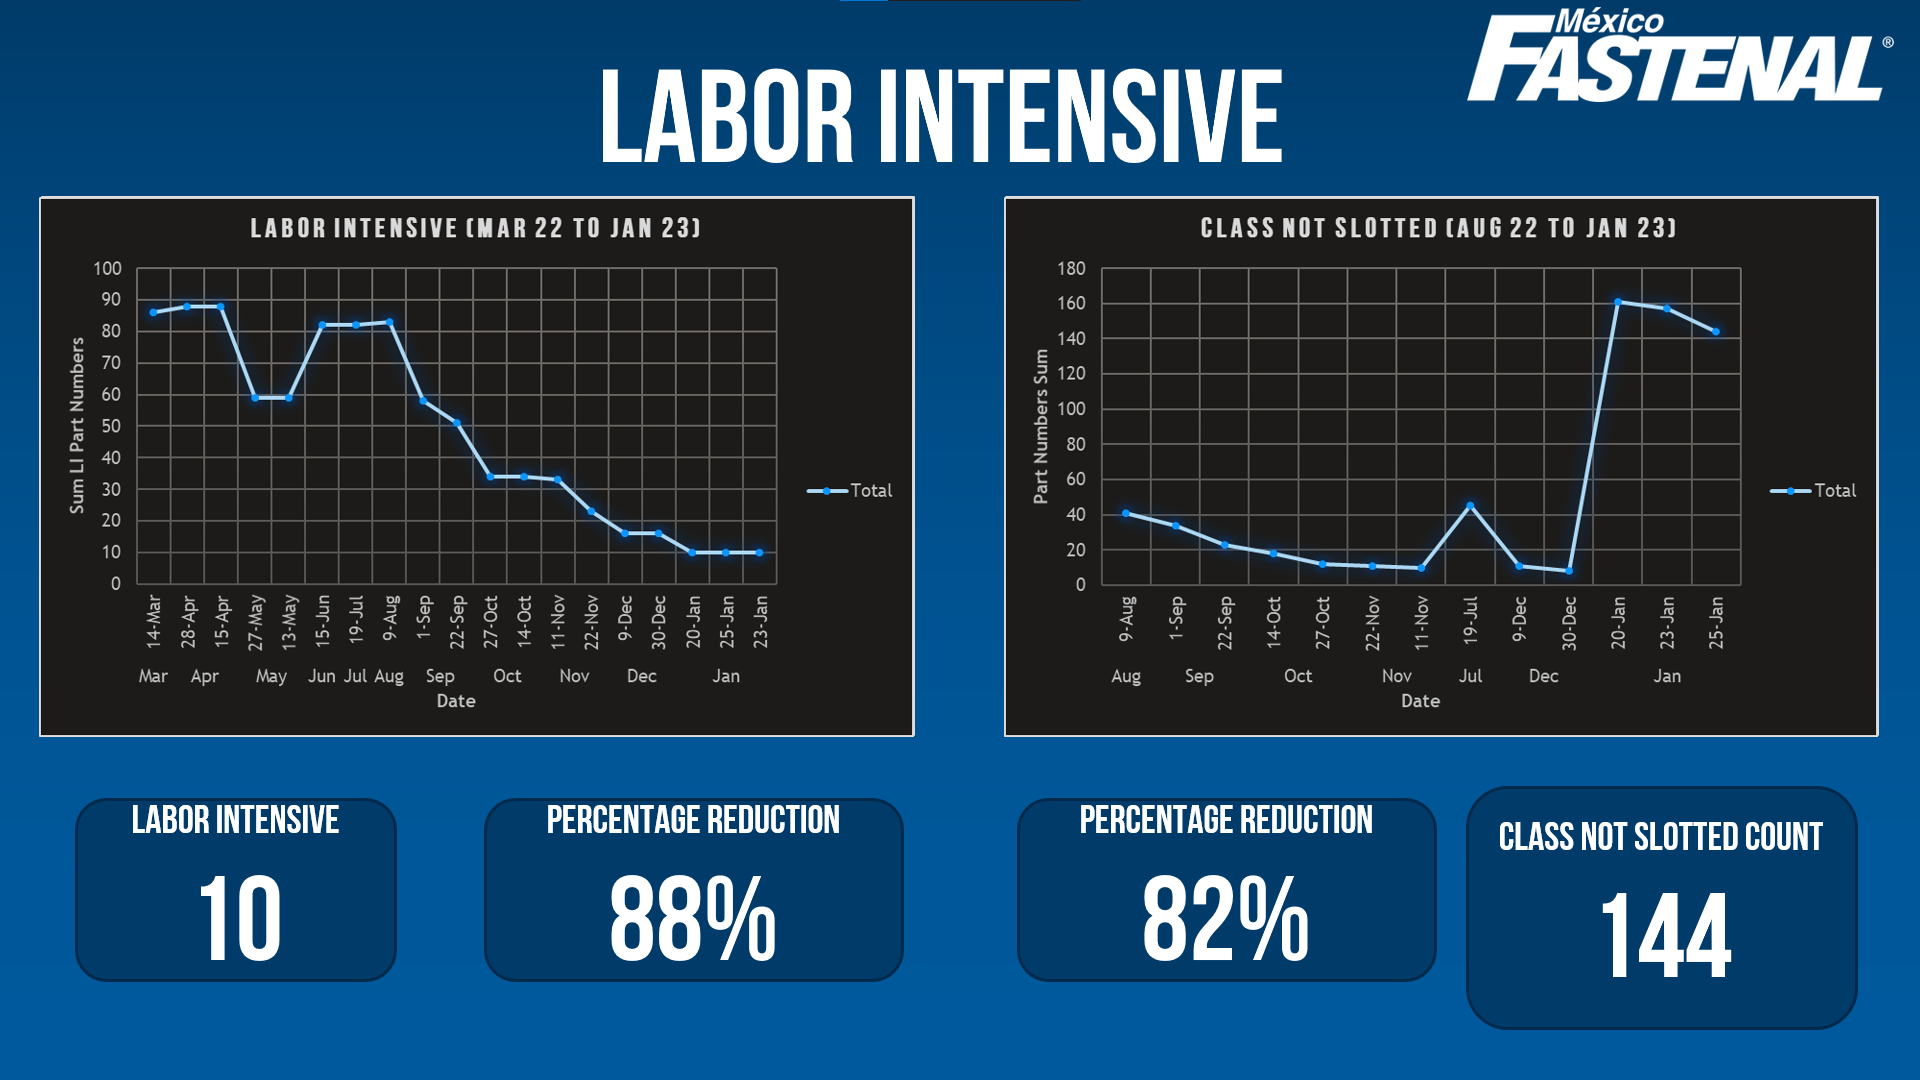 México
FASTENAL®
LABOR INTENSIVE
LABOR INTENSIVE (MAR 22 TO JAN 23)
100
90
80
70
60
50
40
30
20
10
0
Sum LI Part Numbers
14-Mar 28-Apr 15-Apr 27-May 13-May 15-Jun 19-Jul 9-Aug 1-Sep 22-Sep 27-Oct 14-Oct 11-Nov 22-Nov 9-Dec 30-Dec 20-Jan 25-Jan 23-Jan
Mar Apr May Jun Jul Aug Sep Oct Nov Dec Jan
Date
Total
CLASS NOT SLOTTED (AUG 22 TO JAN 23)
180
160
140
120
100
80
60
40
20
0
Part Numbers Sum
9-Aug 1-Sep 22-Sep 14-Oct 27-Oct 22-Nov 11-Nov 19-Jul 9-Dec 30-Dec 20-Jan 23-Jan 25-Jan
Aug Sep Oct Nov Jul Dec Jan
Date
Total
LABOR INTENSIVE
10
PERCENTAGE REDUCTION
88%
PERCENTAGE REDUCTION
82%
CLASS NOT SLOTTED COUNT
144